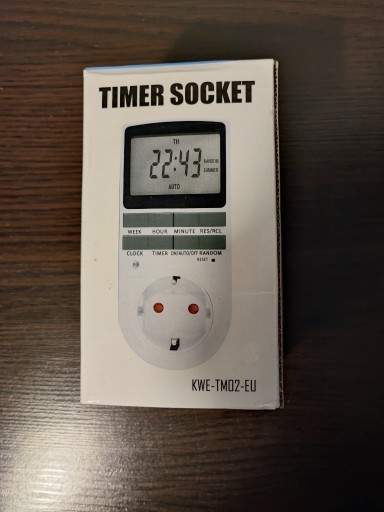 TIMER SOCKET
TH
22:43
RANDOM
SUMMER
AUTO
WEEK HOUR MINUTE RES/RCL
CLOCK TIMER ON/AUTO/OFF RANDOM
RESET
KWE-TM02-EU